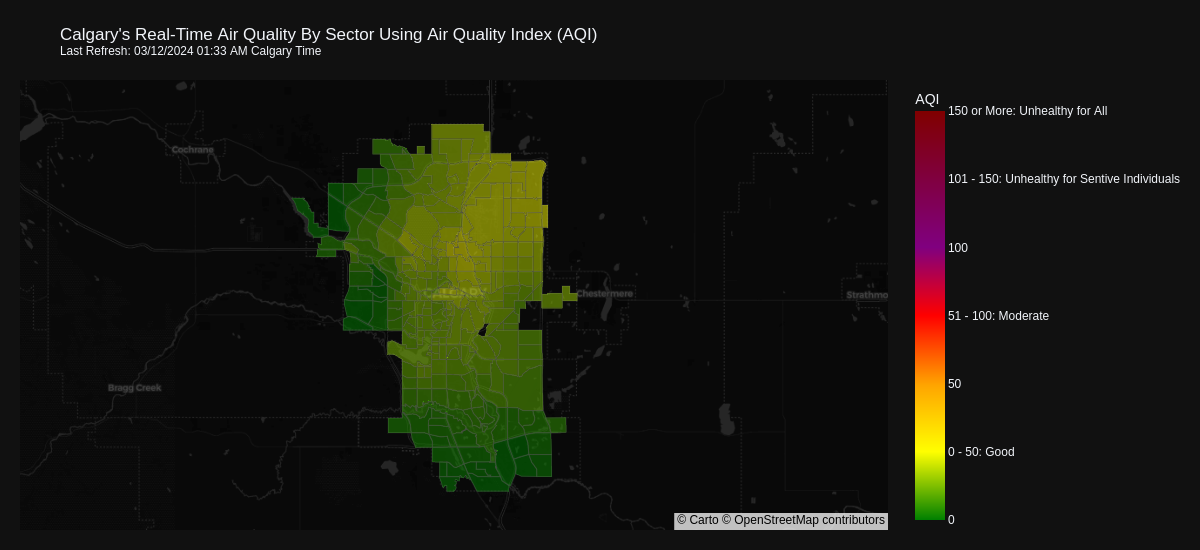 Calgary's Real-Time Air Quality By Sector Using Air Quality Index (AQI)
Last Refresh: 03/12/2024 01:33 AM Calgary Time
AQI
150 or More: Unhealthy for All
Cochrane
101 - 150: Unhealthy for Sentive Individuals
100
Chestermere
Strathmo
51 - 100: Moderate
Bragg Creek
50
0 - 50: Good
© Carto © OpenStreetMap contributors
0